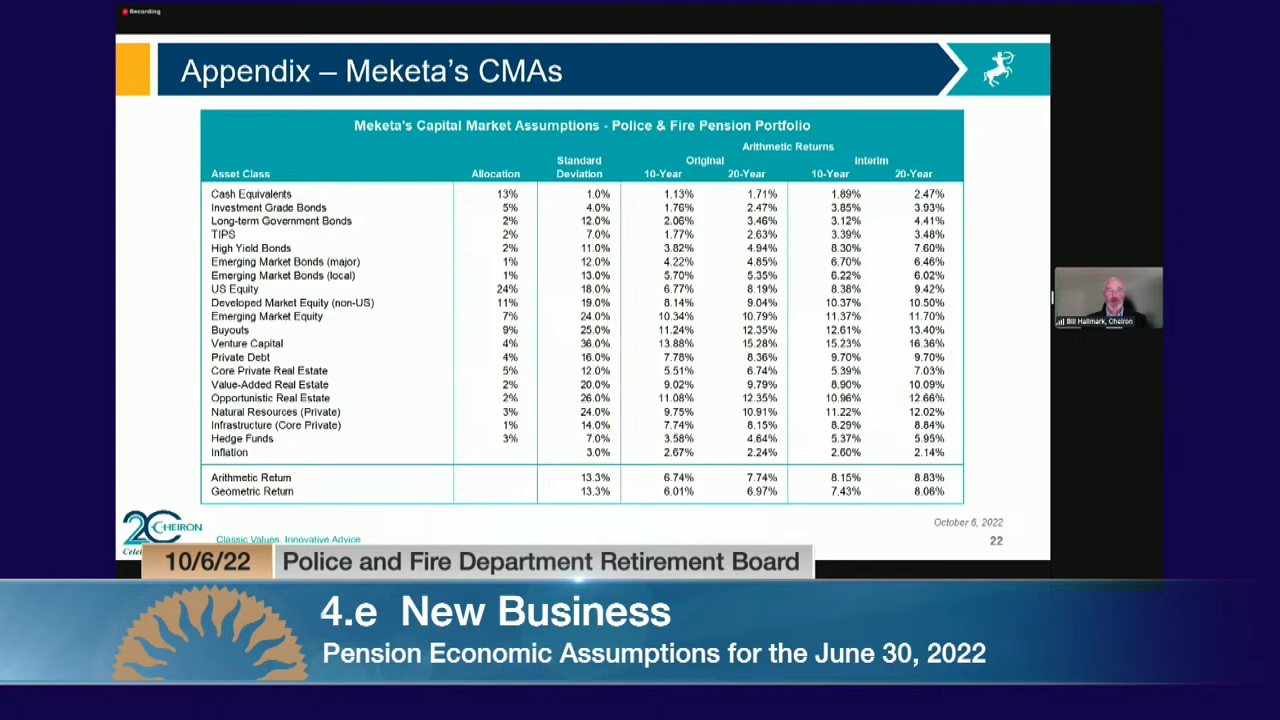 Recording
Appendix – Meketa's CMAs
Meketa's Capital Market Assumptions - Police & Fire Pension Portfolio
Arithmetic Returns
Standard Original Interim
Asset Class Allocation Deviation 10-Year 20-Year 10-Year 20-Year
Cash Equivalents 13% 1.0% 1.13% 1.71% 1.89% 2.47%
Investment Grade Bonds 5% 4.0% 1.76% 2.47% 3.85% 3.93%
Long-term Government Bonds 2% 12.0% 2.06% 3.46% 3.12% 4.41%
TIPS 2% 7.0% 1.77% 2.63% 3.39% 3.48%
High Yield Bonds 2% 11.0% 3.82% 4.94% 8.30% 7.60%
Emerging Market Bonds (major) 1% 12.0% 4.22% 4.85% 6.70% 6.46%
Emerging Market Bonds (local) 1% 13.0% 5.70% 5.35% 6.22% 6.02%
US Equity 24% 18.0% 6.77% 8.19% 8.38% 9.42%
Developed Market Equity (non-US) 11% 19.0% 8.14% 9.04% 10.37% 10.50%
Emerging Market Equity 7% 24.0% 10.34% 10.79% 11.37% 11.70%
Buyouts 9% 25.0% 11.24% 12.35% 12.61% 13.40%
Venture Capital 4% 36.0% 13.88% 15.28% 15.23% 16.36%
Private Debt 4% 16.0% 7.78% 8.36% 9.70% 9.70%
Core Private Real Estate 5% 12.0% 5.51% 6.74% 5.39% 7.03%
Value-Added Real Estate 2% 20.0% 9.02% 9.79% 8.90% 10.09%
Opportunistic Real Estate 2% 26.0% 11.08% 12.35% 10.96% 12.66%
Natural Resources (Private) 3% 24.0% 9.75% 10.91% 11.22% 12.02%
Infrastructure (Core Private) 1% 14.0% 7.74% 8.15% 8.29% 8.84%
Hedge Funds 3% 7.0% 3.58% 4.64% 5.37% 5.95%
Inflation 3.0% 2.67% 2.24% 2.60% 2.14%
Arithmetic Return 13.3% 6.74% 7.74% 8.15% 8.83%
Geometric Return 13.3% 6.01% 6.97% 7.43% 8.06%
Bill Hallmark, Cheiron
October 6, 2022
20 CHEIRON
Classic Values, Innovative Advice
22
10/6/22 Police and Fire Department Retirement Board
4.e New Business
Pension Economic Assumptions for the June 30, 2022